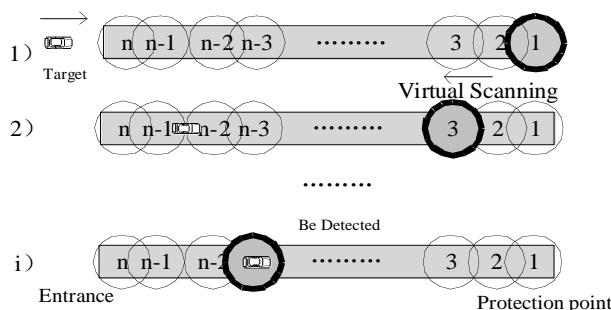 1) n n-1 n-2 n-3 ……… 3 2 1
Target
Virtual Scanning
2) n n-1 n-2 n-3 ……… 3 2 1
………
Be Detected
i) n n-1 n-2 ……… 3 2 1
Entrance
Protection point